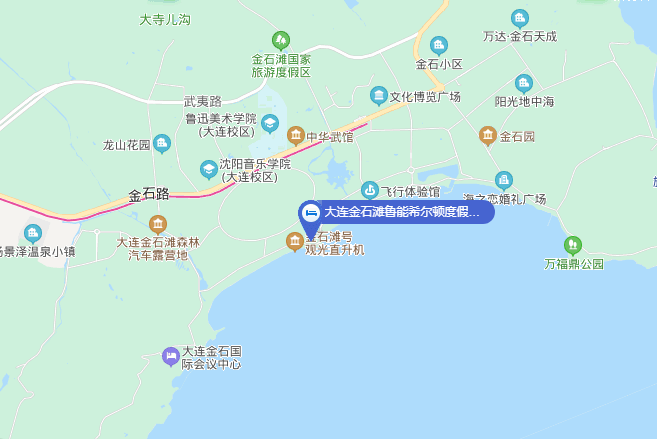 大寺儿沟
万达·金石天成
金石滩国家
旅游度假区
金石小区
武夷路
文化博览广场
阳光地中海
鲁迅美术学院
(大连校区)
中华武馆
金石园
龙山花园
沈阳音乐学院
(大连校区)
金石路
飞行体验馆
海之恋婚礼广场
大连金石滩鲁能希尔顿度假...
金石滩号
观光直升机
大连金石滩森林
汽车露营地
场景泽温泉小镇
万福鼎公园
大连金石国
际会议中心